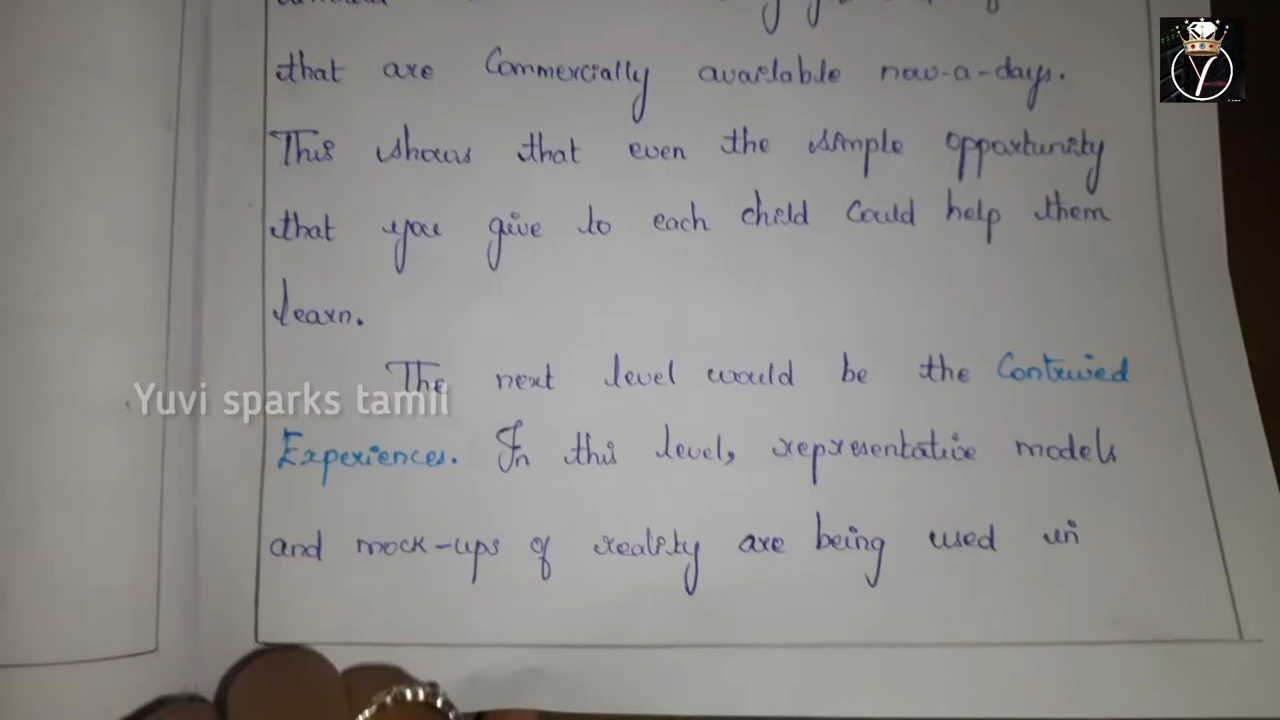 that are Commercially available now-a-days.
This shows that even the simple opportunity
that you give to each child could help them
learn.
The next level would be the Contrived
Yuvi sparks tamil
Experiences. In this level, representative models
and mock-ups of reality are being used in
Y